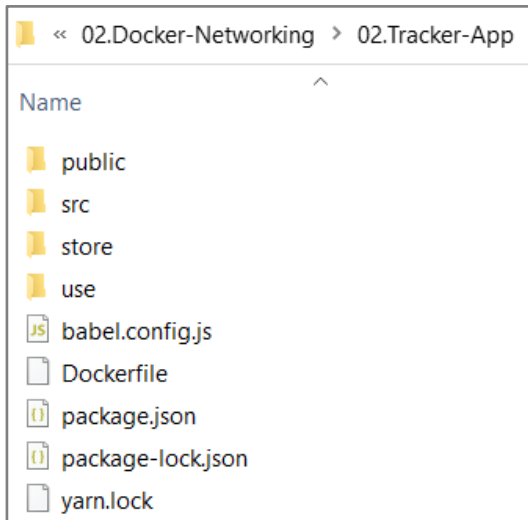 « 02.Docker-Networking > 02.Tracker-App
Name
public
src
store
use
babel.config.js
Dockerfile
package.json
package-lock.json
yarn.lock